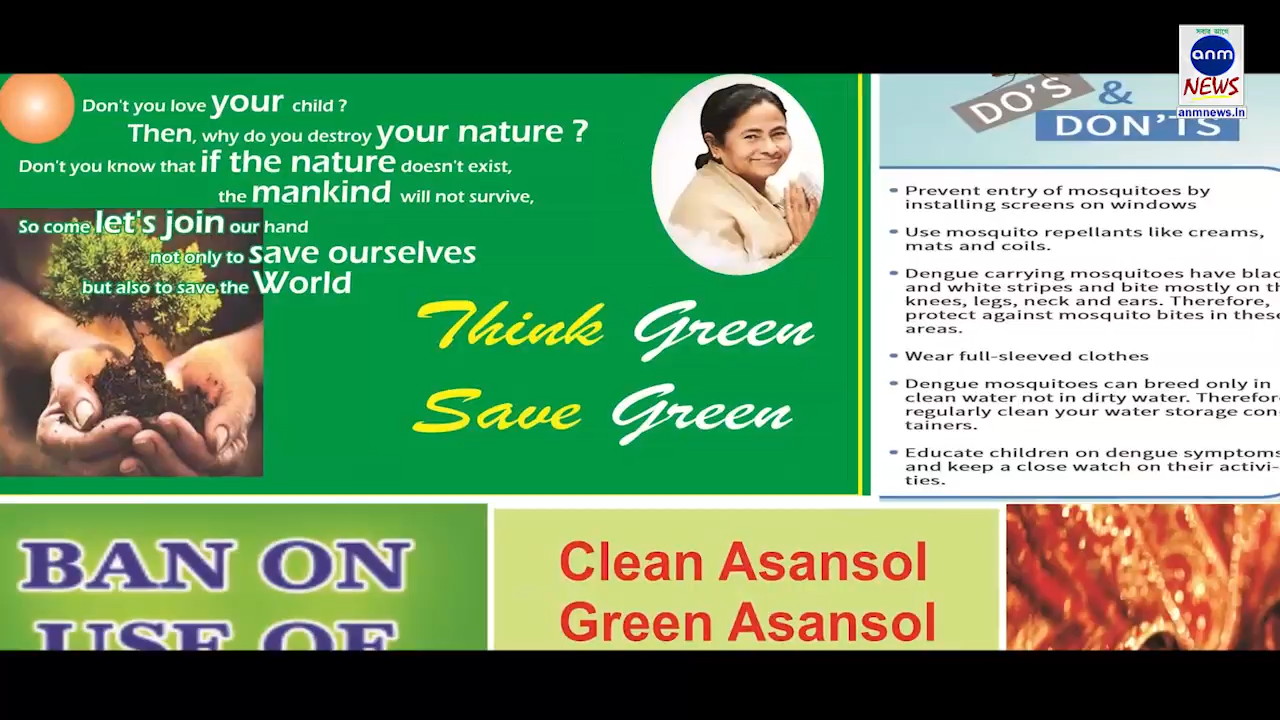 সবার আগে
anm
NEWS
anmnews.in
Don't you love your child ?
Then, why do you destroy your nature ?
Don't you know that if the nature doesn't exist,
the mankind will not survive,
So come let's join our hand
not only to save ourselves
but also to save the World
Think Green
Save Green
DO'S &
DON'TS
• Prevent entry of mosquitoes by
installing screens on windows
• Use mosquito repellants like creams,
mats and coils.
• Dengue carrying mosquitoes have blac
and white stripes and bite mostly on th
knees, legs, neck and ears. Therefore,
protect against mosquito bites in these
areas.
• Wear full-sleeved clothes
• Dengue mosquitoes can breed only in
clean water not in dirty water. Therefor
regularly clean your water storage con-
tainers.
• Educate children on dengue symptoms
and keep a close watch on their activi-
ties.
BAN ON
USE OF
Clean Asansol
Green Asansol